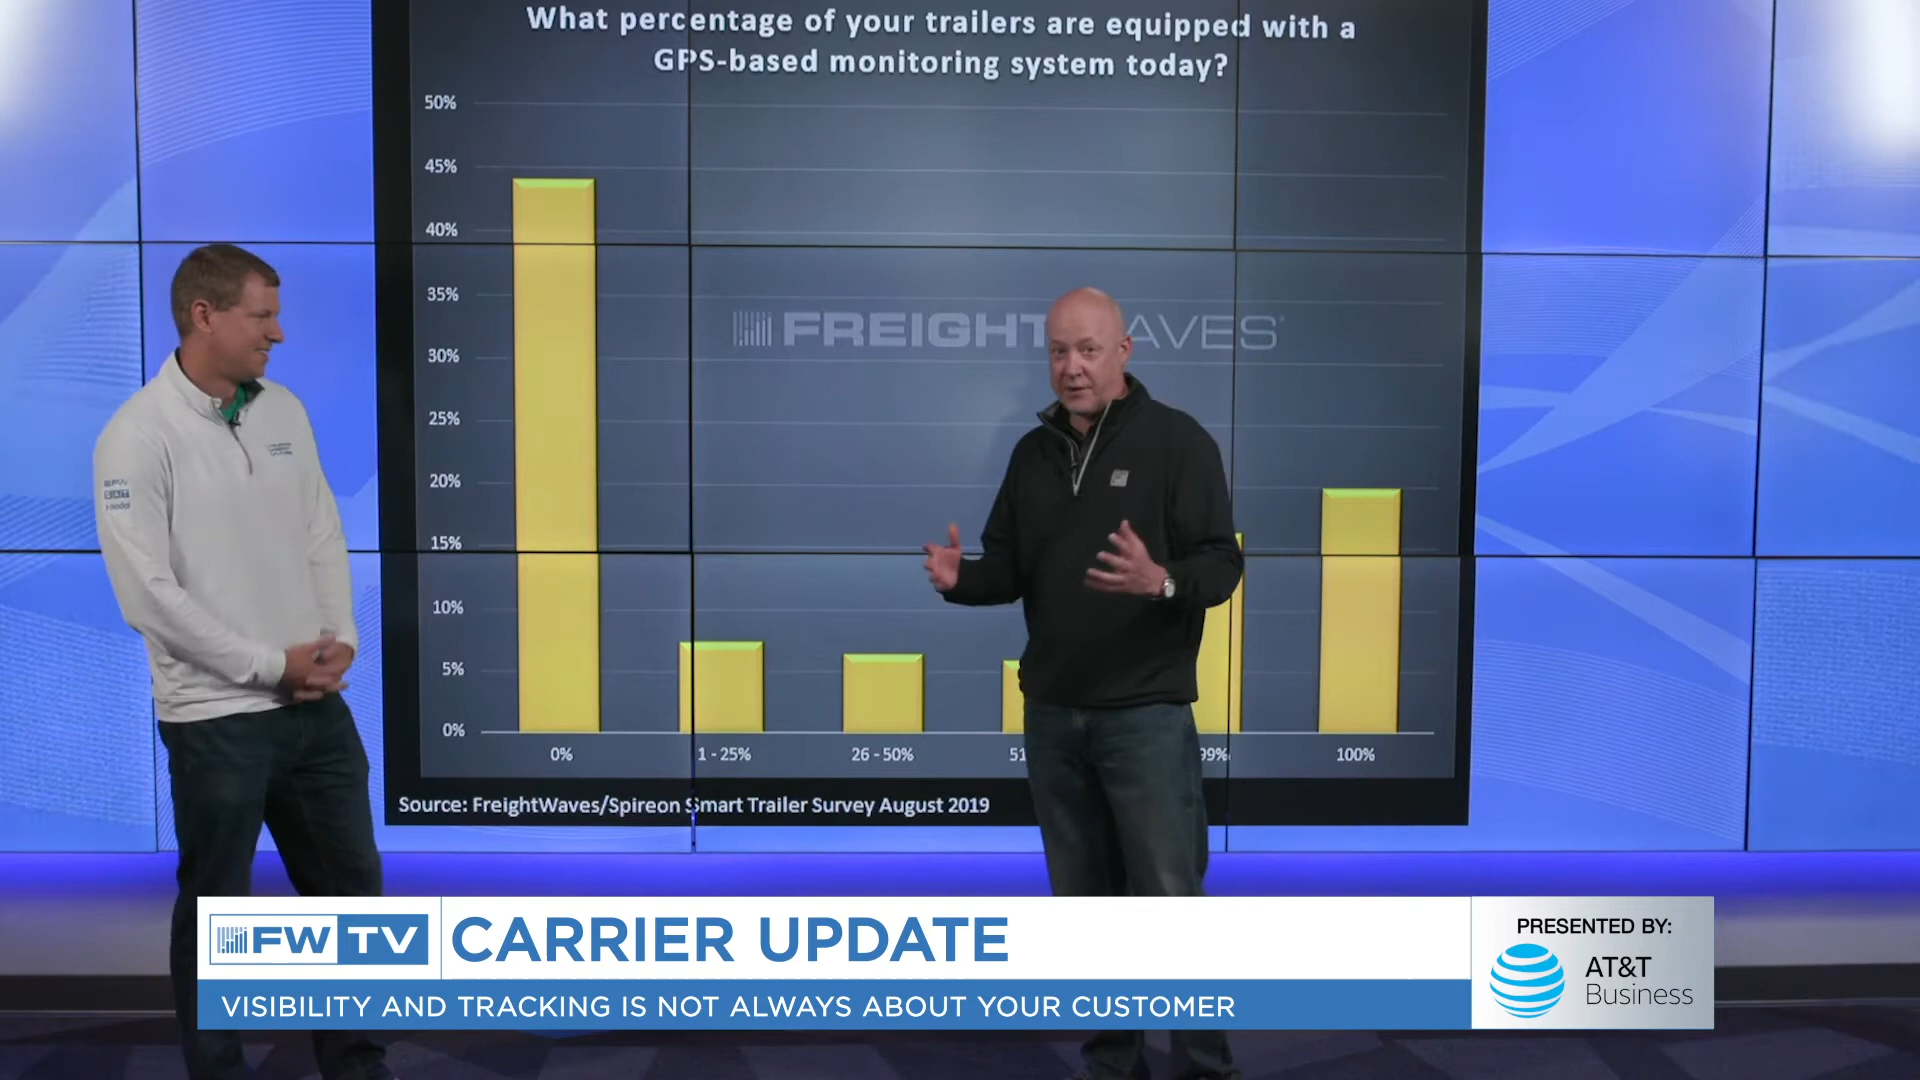 What percentage of your trailers are equipped with a
GPS-based monitoring system today?
50%
45%
40%
35%
30%
25%
20%
15%
10%
5%
0%
FREIGHT AVES
0%
1 - 25%
26 - 50%
51
99%
100%
Source: FreightWaves/Spireon Smart Trailer Survey August 2019
FW TV
CARRIER UPDATE
VISIBILITY AND TRACKING IS NOT ALWAYS ABOUT YOUR CUSTOMER
PRESENTED BY:
AT&T
Business